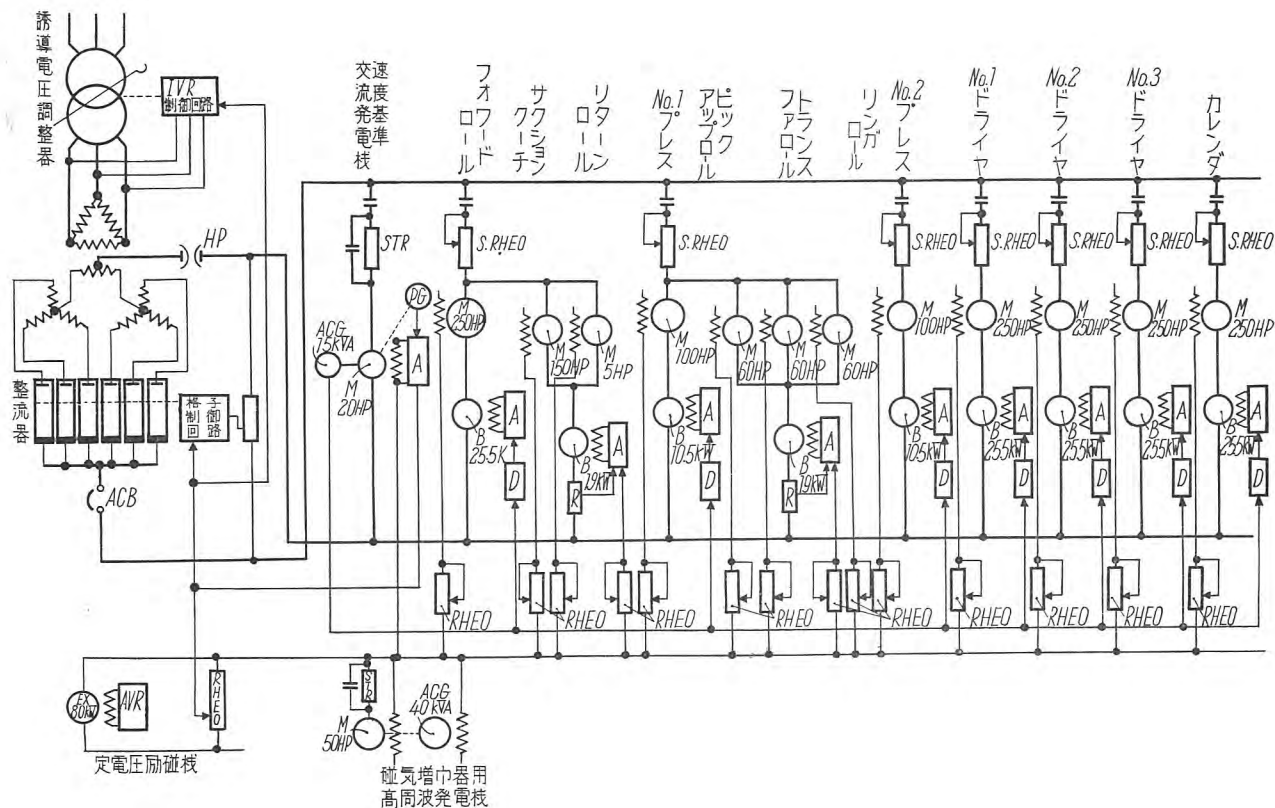 誘導電圧調整器
IVR
制御回路
速度基準
交流発電桟
フォワード
ロール
サクション
クーチ
リターン
ロール
No.1
プレス
ピック
アップロール
トランス
ファロール
リンガ
ロール
No.2
プレス
No.1
ドライヤ
No.2
ドライヤ
No.3
ドライヤ
カレンダ
HP
STR
S.RHEO
S.RHEO
S.RHEO
S.RHEO
S.RHEO
S.RHEO
S.RHEO
PG
ACG
15KVA
M
20HP
A
M
250HP
M
150HP
M
5HP
M
100HP
M
60HP
M
60HP
M
60HP
M
100HP
M
250HP
M
250HP
M
250HP
M
250HP
整流器
格子
制御
回路
ACB
B
25.5K
A
D
B
1.9KW
A
R
B
10.5KW
A
D
B
1.9KW
A
R
B
10.5KW
A
D
B
25.5KW
A
D
B
25.5KW
A
D
B
25.5KW
A
D
B
25.5KW
A
D
RHEO
RHEO
RHEO
RHEO
RHEO
RHEO
RHEO
RHEO
RHEO
EX
80KW
AVR
RHEO
定電圧励磁桟
STR
M
50HP
ACG
40KVA
磁気増巾器用
高周波発電桟